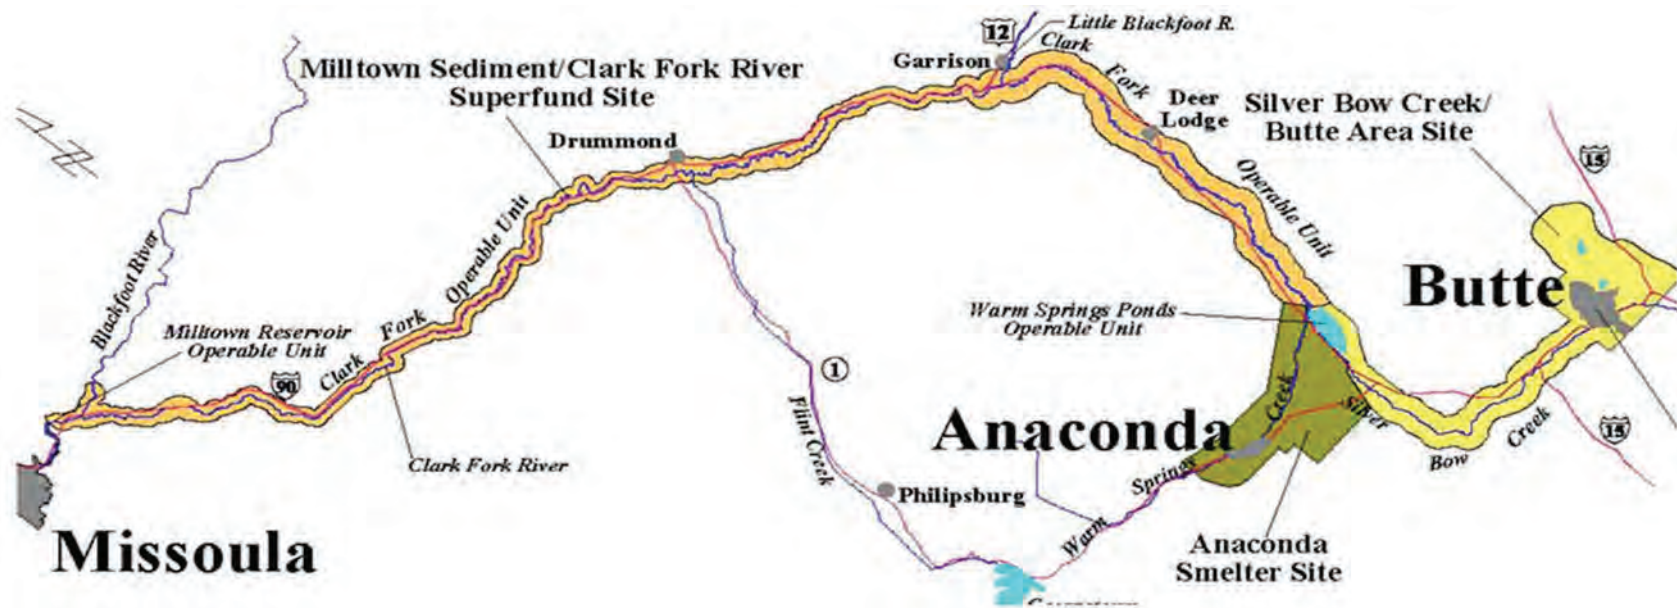 12
Little Blackfoot R.
Garrison
Clark
Fork
Milltown Sediment/Clark Fork River
Superfund Site
Deer
Lodge
Silver Bow Creek/
Butte Area Site
Drummond
15
Operable Unit
Operable Unit
Blackfoot River
Butte
Warm Springs Ponds
Operable Unit
Milltown Reservoir
Operable Unit
Fork
Clark
90
1
Flint Creek
Creek
Silver
Anaconda
Creek
15
Bow
Clark Fork River
Springs
Philipsburg
Warm
Missoula
Anaconda
Smelter Site